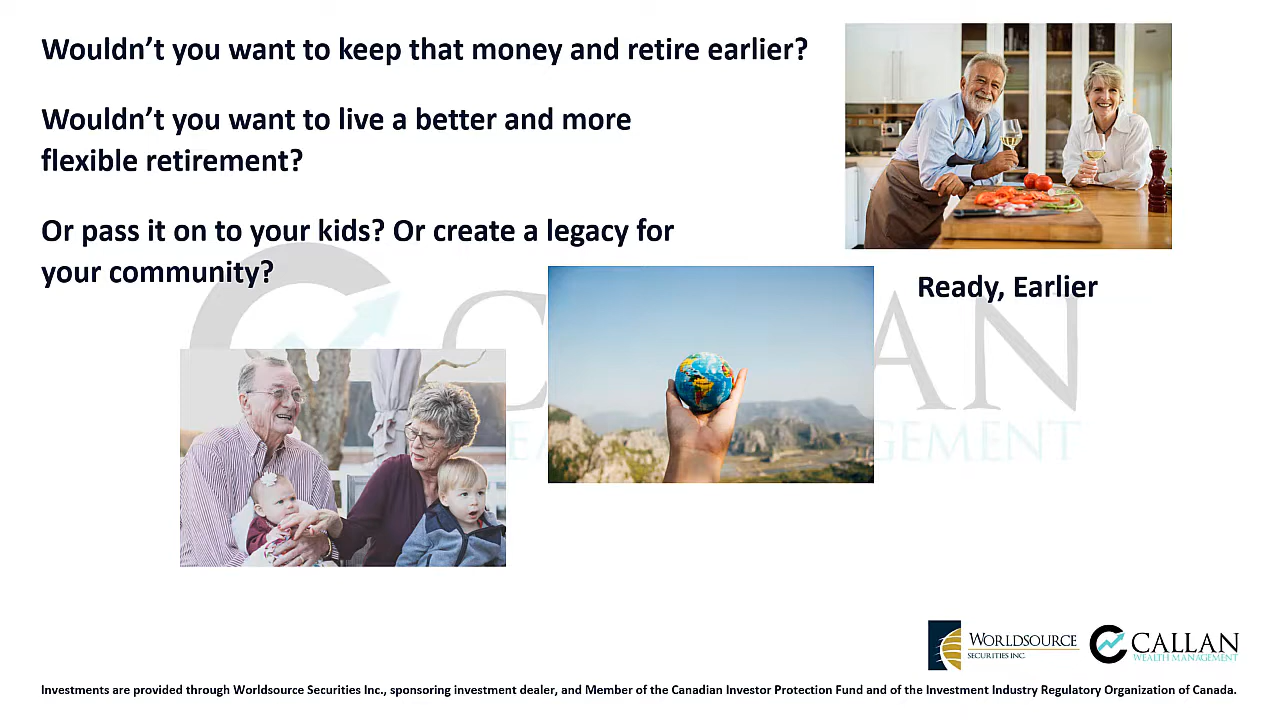 Wouldn’t you want to keep that money and retire earlier?
Wouldn’t you want to live a better and more
flexible retirement?
Or pass it on to your kids? Or create a legacy for
your community?
Ready, Earlier
WORLDSOURCE
SECURITIES INC.
CALLAN
WEALTH MANAGEMENT
Investments are provided through Worldsource Securities Inc., sponsoring investment dealer, and Member of the Canadian Investor Protection Fund and of the Investment Industry Regulatory Organization of Canada.